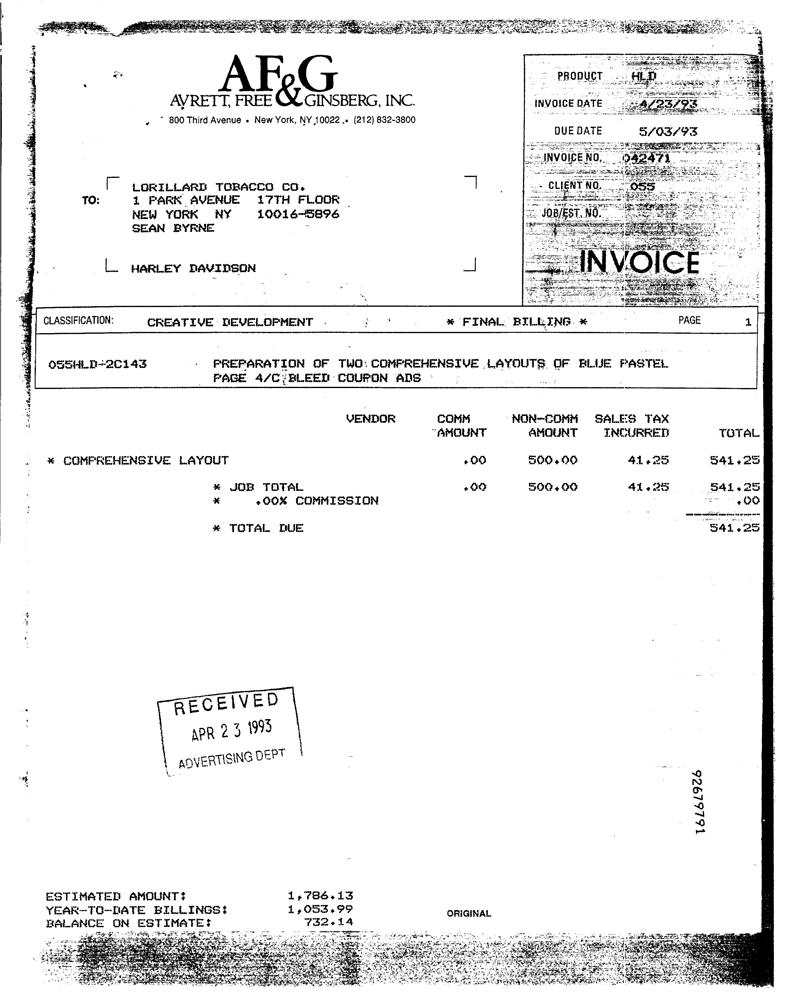 AF&G
AVRETT, FREE & GINSBERG, INC.
800 Third Avenue • New York, NY 10022 • (212) 832-3800
PRODUCT HLD
INVOICE DATE 4/23/93
DUE DATE 5/03/93
INVOICE NO. 042471
CLIENT NO. 055
JOB/EST. NO.
INVOICE
TO:
LORILLARD TOBACCO CO.
1 PARK AVENUE 17TH FLOOR
NEW YORK NY 10016-5896
SEAN BYRNE
HARLEY DAVIDSON
CLASSIFICATION: CREATIVE DEVELOPMENT * FINAL BILLING * PAGE 1
055HLD-2C143 PREPARATION OF TWO COMPREHENSIVE LAYOUTS OF BLUE PASTEL
PAGE 4/C BLEED COUPON ADS
VENDOR COMM NON-COMM SALES TAX
AMOUNT AMOUNT INCURRED TOTAL
* COMPREHENSIVE LAYOUT .00 500.00 41.25 541.25
* JOB TOTAL .00 500.00 41.25 541.25
* .00% COMMISSION .00
* TOTAL DUE 541.25
RECEIVED
APR 23 1993
ADVERTISING DEPT
92679791
ESTIMATED AMOUNT: 1,786.13
YEAR-TO-DATE BILLINGS: 1,053.99
BALANCE ON ESTIMATE: 732.14
ORIGINAL